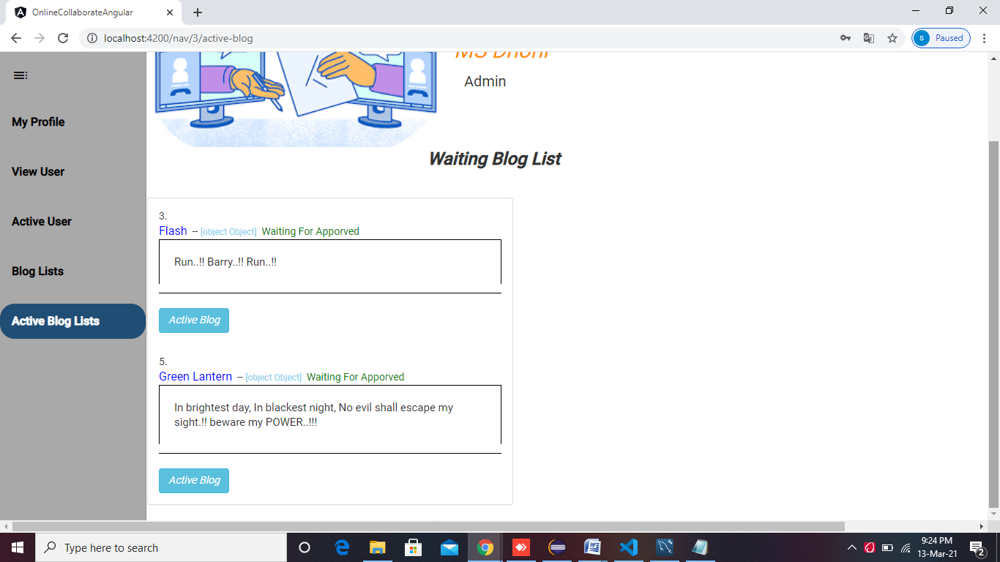 OnlineCollaborateAngular
localhost:4200/nav/3/active-blog
s
Paused
MS Dhoni
Admin
My Profile
View User
Active User
Blog Lists
Active Blog Lists
Waiting Blog List
3.
Flash -- [object Object] Waiting For Apporved
Run..!! Barry..!! Run..!!
Active Blog
5.
Green Lantern -- [object Object] Waiting For Apporved
In brightest day, In blackest night, No evil shall escape my
sight.!! beware my POWER..!!!
Active Blog
Type here to search
9:24 PM
13-Mar-21
2